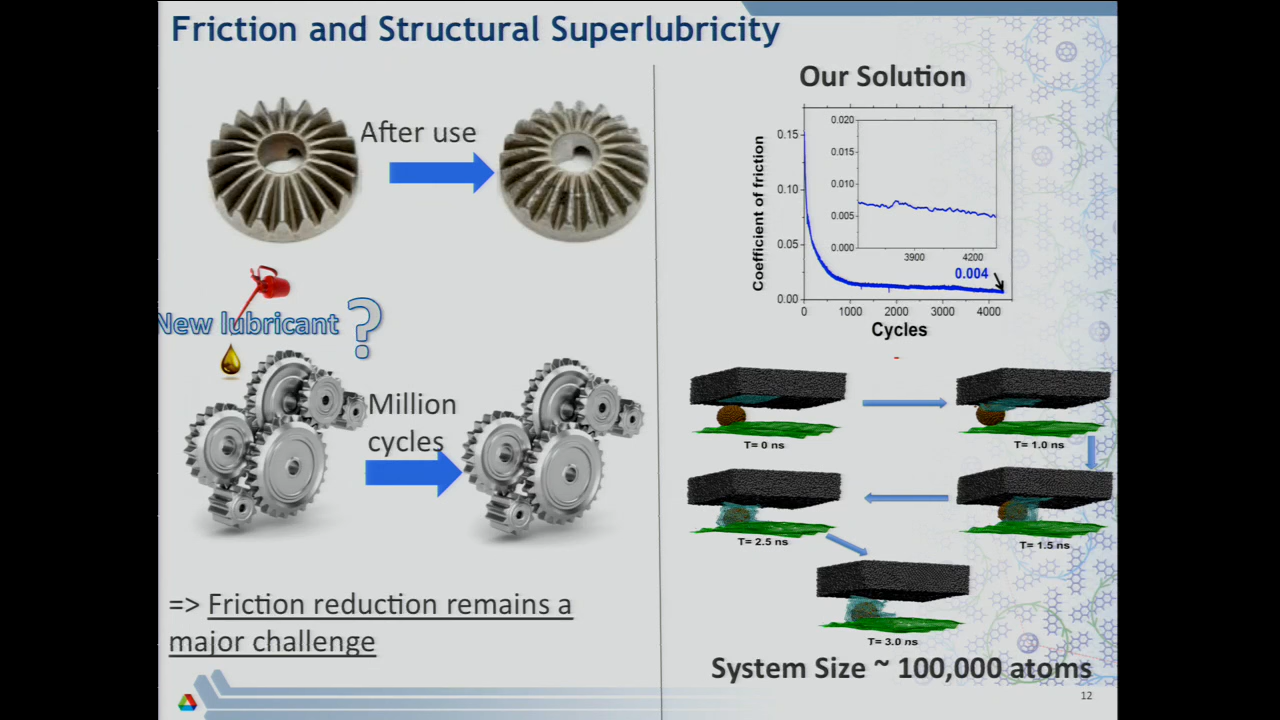 Friction and Structural Superlubricity
After use
New lubricant ?
Million
cycles
=> Friction reduction remains a
major challenge
Our Solution
Coefficient of friction
0.15
0.10
0.05
0.00
0.020
0.015
0.010
0.005
0.000
3900 4200
0.004
0 1000 2000 3000 4000
Cycles
T= 0 ns
T= 1.0 ns
T= 2.5 ns
T= 1.5 ns
T= 3.0 ns
System Size ~ 100,000 atoms
12